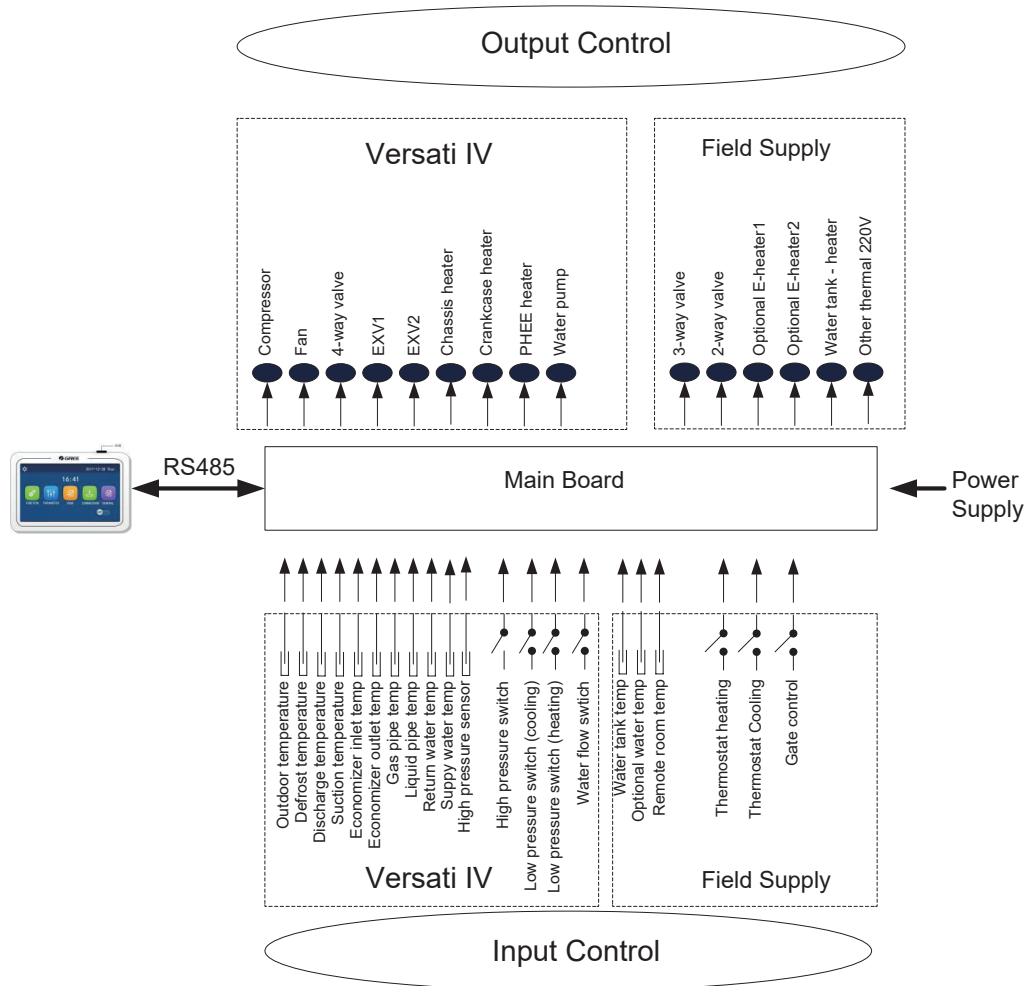 Output Control
Versati IV
Field Supply
Compressor
Fan
4-way valve
EXV1
EXV2
Chassis heater
Crankcase heater
PHEE heater
Water pump
3-way valve
2-way valve
Optional E-heater1
Optional E-heater2
Water tank - heater
Other thermal 220V
GREE
16:41
RS485
Main Board
Power
Supply
Outdoor temperature
Defrost temperature
Discharge temperature
Suction temperature
Economizer inlet temp
Economizer outlet temp
Gas pipe temp
Liquid pipe temp
Return water temp
Suppy water temp
High pressure sensor
High pressure switch
Low pressure switch (cooling)
Low pressure switch (heating)
Water flow swtich
Water tank temp
Optional water temp
Remote room temp
Thermostat heating
Thermostat Cooling
Gate control
Versati IV
Field Supply
Input Control